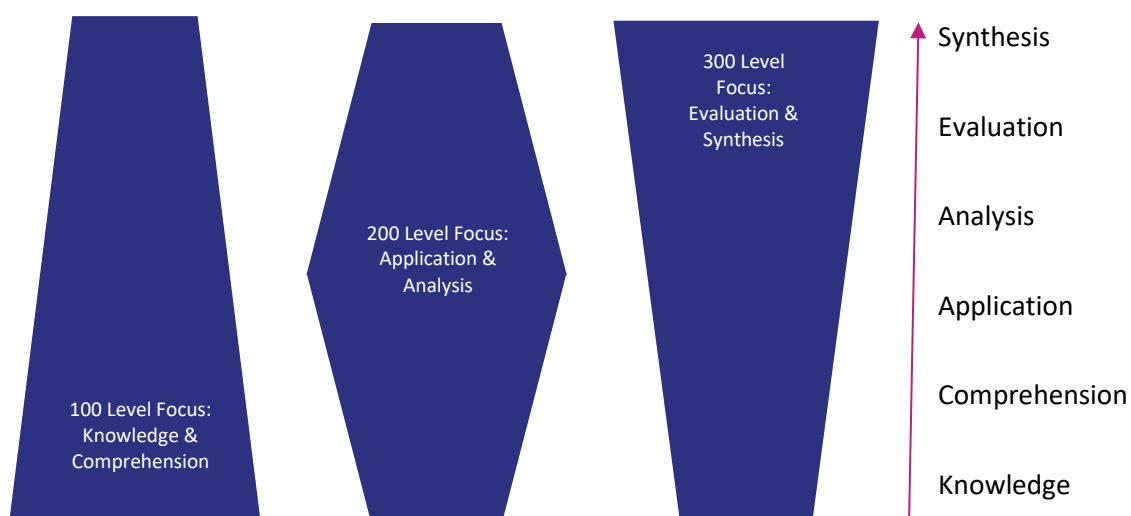 100 Level Focus:
Knowledge &
Comprehension
200 Level Focus:
Application &
Analysis
300 Level
Focus:
Evaluation &
Synthesis
Synthesis
Evaluation
Analysis
Application
Comprehension
Knowledge